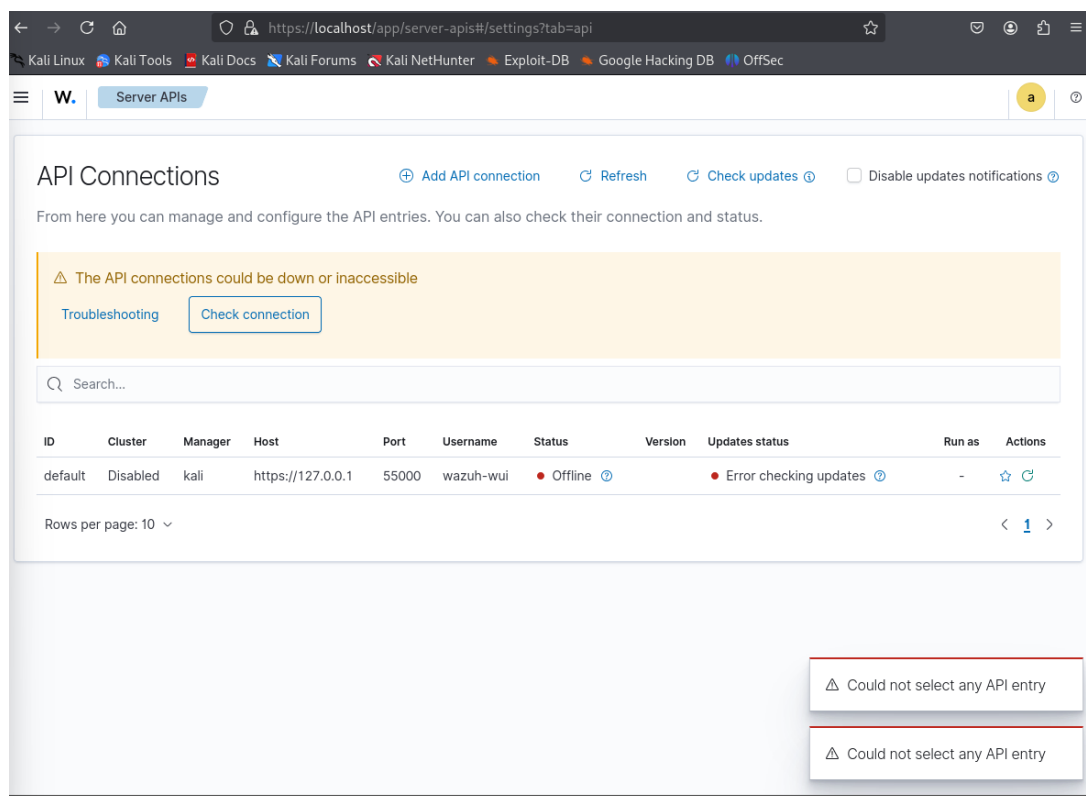 https://localhost/app/server-apis#/settings?tab=api
Kali Linux Kali Tools Kali Docs Kali Forums Kali NetHunter Exploit-DB Google Hacking DB OffSec
W. Server APIs a
API Connections Add API connection Refresh Check updates Disable updates notifications
From here you can manage and configure the API entries. You can also check their connection and status.
The API connections could be down or inaccessible
Troubleshooting Check connection
Search...
ID Cluster Manager Host Port Username Status Version Updates status Run as Actions
default Disabled kali https://127.0.0.1 55000 wazuh-wui Offline Error checking updates -
Rows per page: 10 1
Could not select any API entry
Could not select any API entry